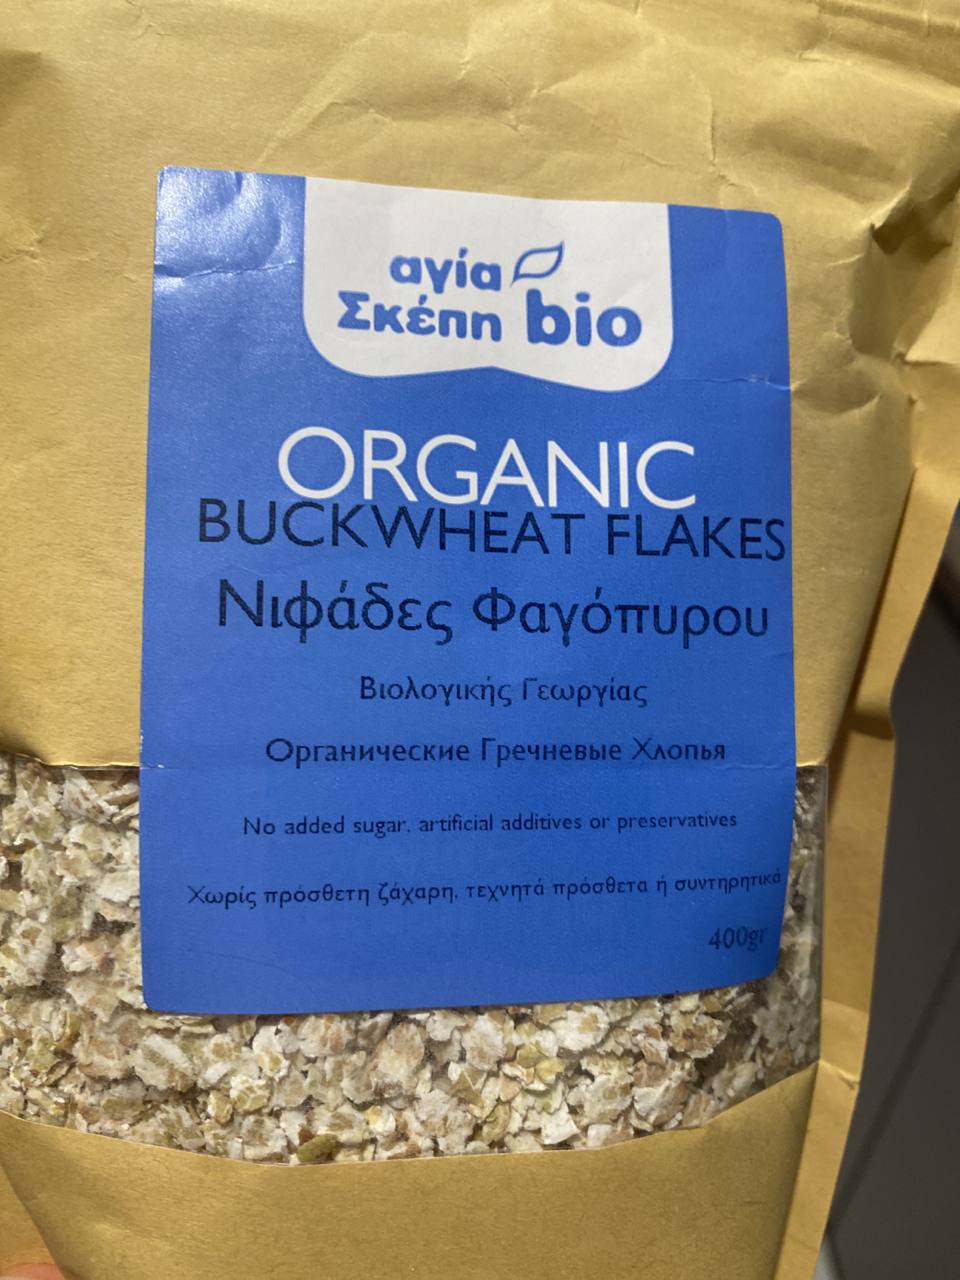 αγία
Σκέπη bio
ORGANIC
BUCKWHEAT FLAKES
Νιφάδες Φαγόπυρου
Βιολογικής Γεωργίας
Органические Гречневые Хлопья
No added sugar, artificial additives or preservatives
Χωρίς πρόσθετη ζάχαρη, τεχνητά πρόσθετα ή συντηρητικά
400gr